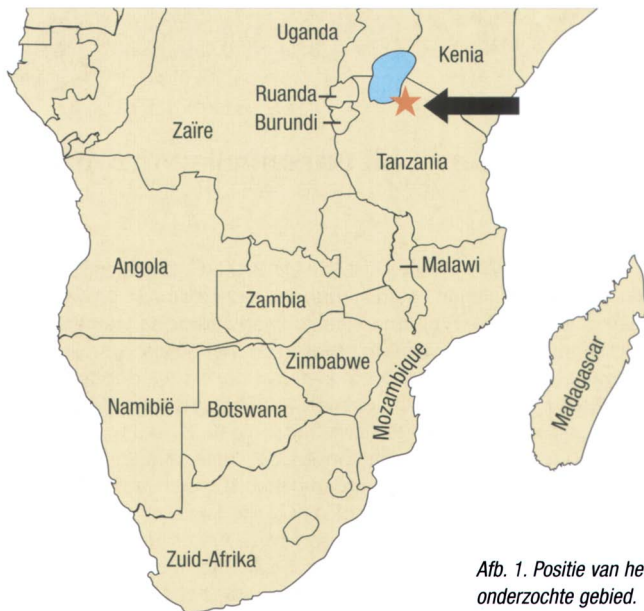 Uganda
Kenia
Ruanda
Burundi
Zaïre
Tanzania
Angola
Malawi
Zambia
Zimbabwe
Mozambique
Madagascar
Namibië
Botswana
Zuid-Afrika
Afb. 1. Positie van he
onderzochte gebied.